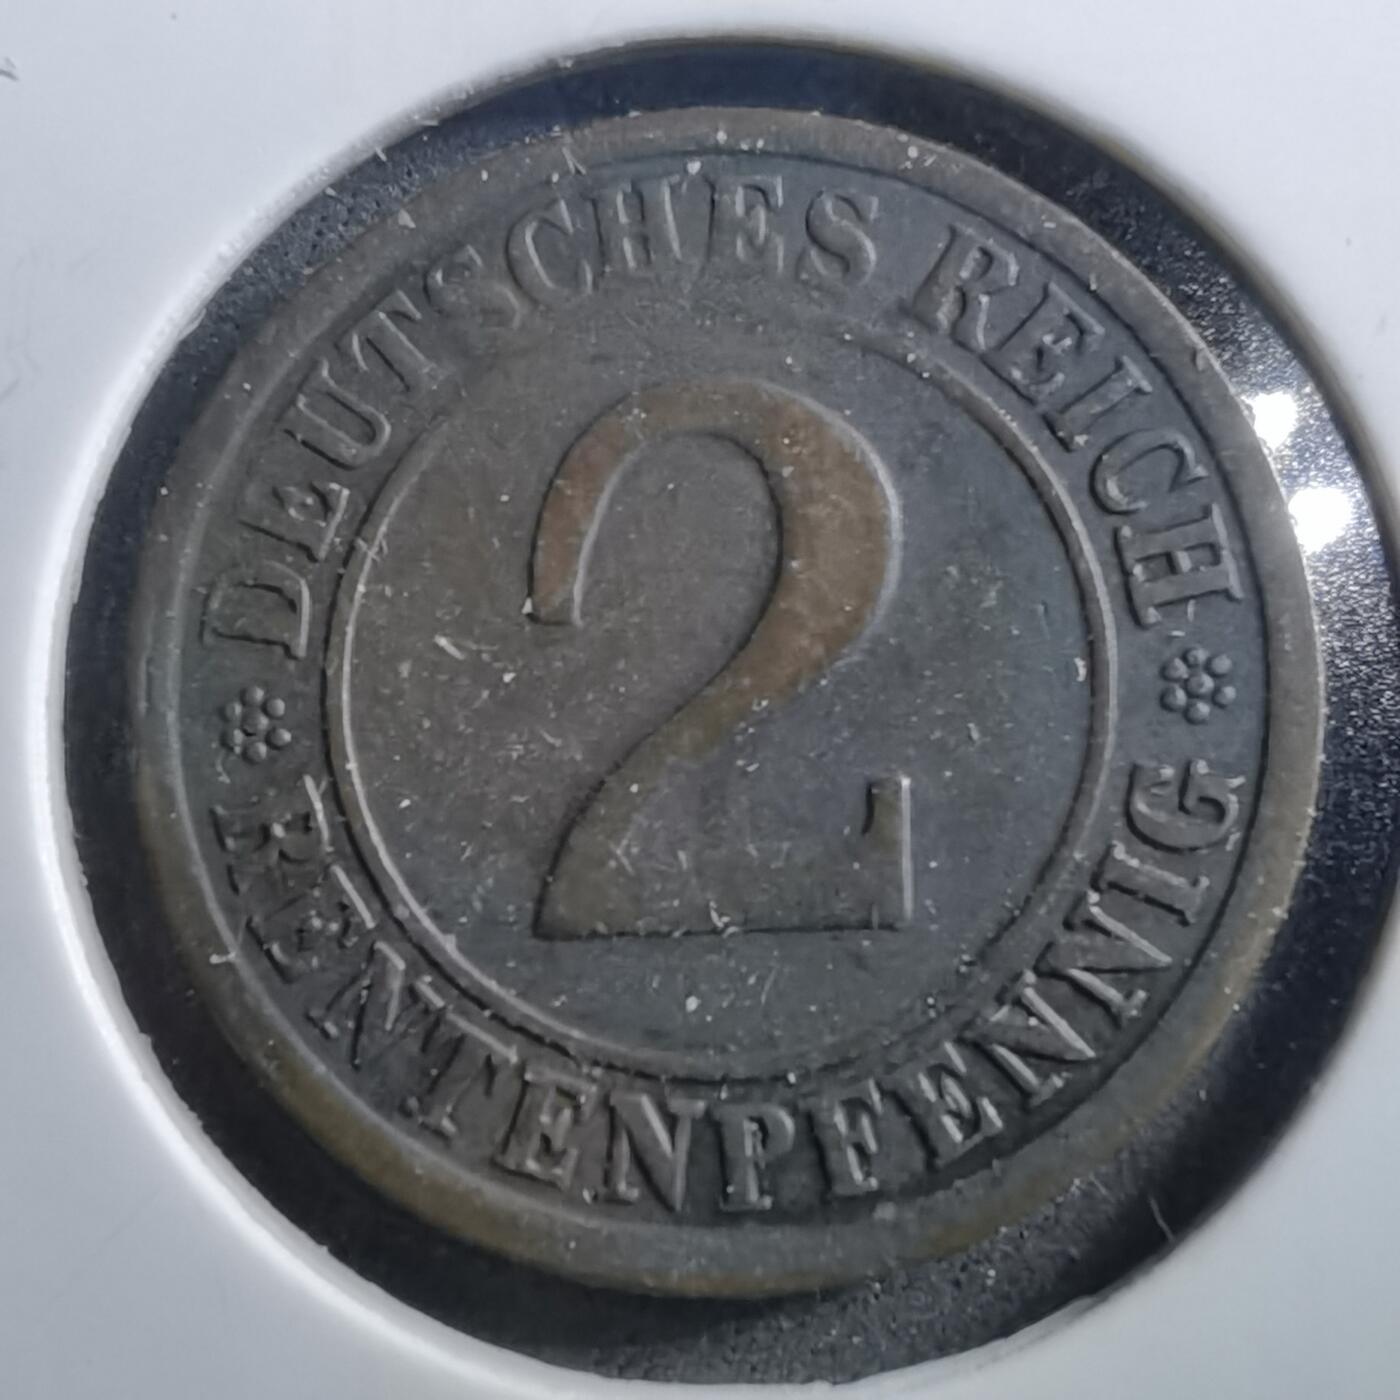 DEUTSCHES REICH
2
RENTENPFENNIG